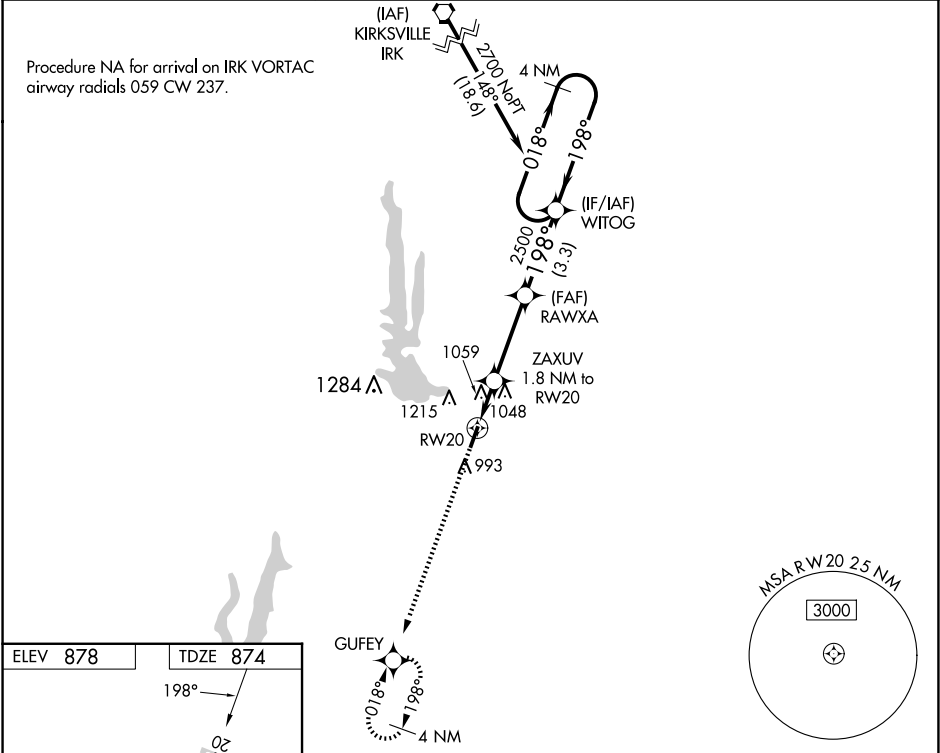 (IAF)
KIRKSVILLE
IRK
Procedure NA for arrival on IRK VORTAC
airway radials 059 CW 237.
2700 NoPT
148°
(18.6)
4 NM
018°
198°
(IF/IAF)
WITOG
2500
198°
(3.3)
(FAF)
RAWXA
1059
ZAXUV
1.8 NM to
RW20
1284
1215
1048
RW20
993
MSA RW20 25 NM
3000
GUFEY
018°
198°
4 NM
ELEV 878
TDZE 874
198°
20